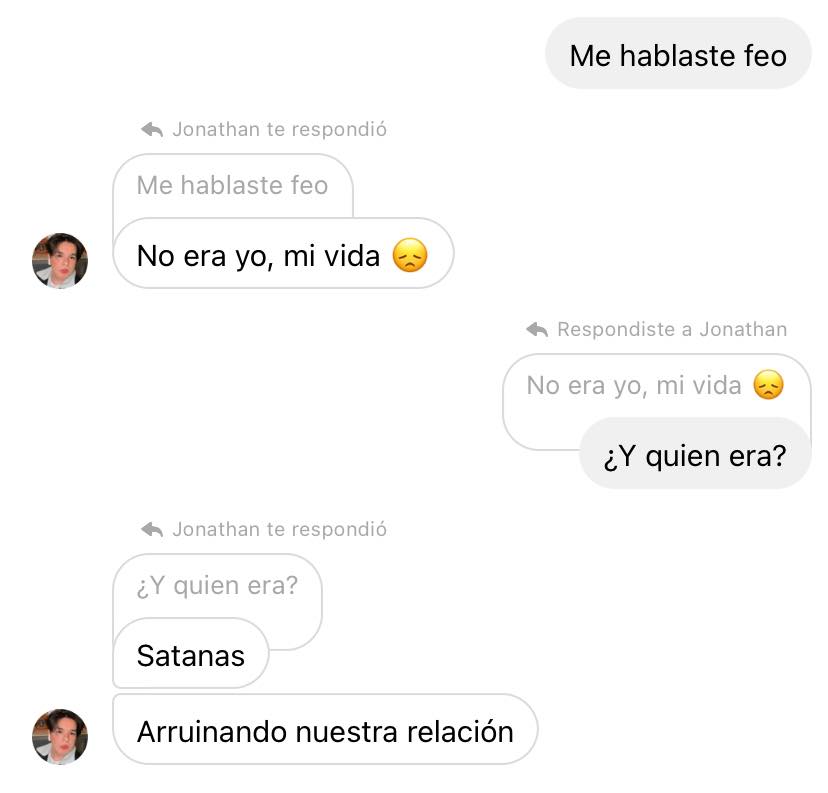 Me hablaste feo
Jonathan te respondió
Me hablaste feo
No era yo, mi vida 😞
Respondiste a Jonathan
No era yo, mi vida 😞
¿Y quien era?
Jonathan te respondió
¿Y quien era?
Satanas
Arruinando nuestra relación